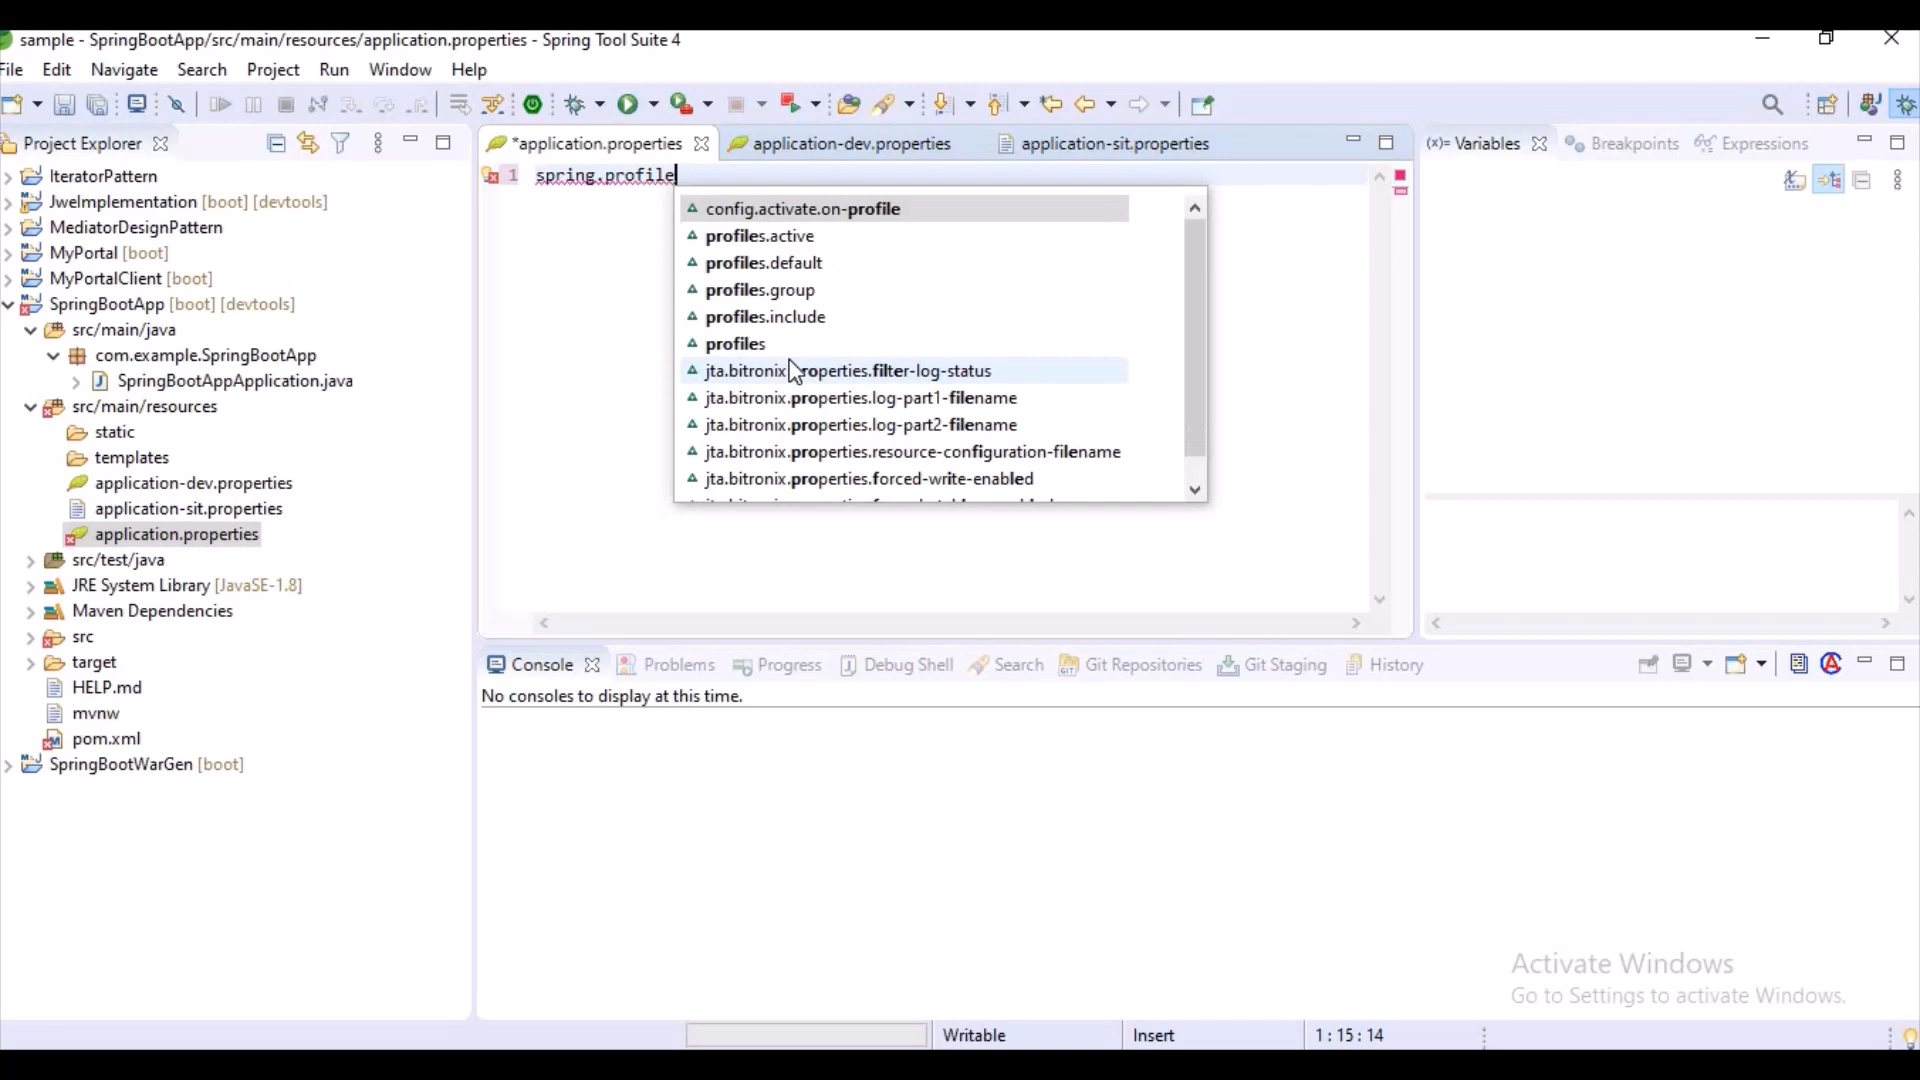 sample - SpringBootApp/src/main/resources/application.properties - Spring Tool Suite 4
File Edit Navigate Search Project Run Window Help
Project Explorer
*application.properties application-dev.properties application-sit.properties
(x)= Variables Breakpoints Expressions
IteratorPattern
JweImplementation [boot] [devtools]
MediatorDesignPattern
MyPortal [boot]
MyPortalClient [boot]
SpringBootApp [boot] [devtools]
src/main/java
com.example.SpringBootApp
SpringBootAppApplication.java
src/main/resources
static
templates
application-dev.properties
application-sit.properties
application.properties
src/test/java
JRE System Library [JavaSE-1.8]
Maven Dependencies
src
target
HELP.md
mvnw
pom.xml
SpringBootWarGen [boot]
1 spring.profile
config.activate.on-profile
profiles.active
profiles.default
profiles.group
profiles.include
profiles
jta.bitronix.properties.filter-log-status
jta.bitronix.properties.log-part1-filename
jta.bitronix.properties.log-part2-filename
jta.bitronix.properties.resource-configuration-filename
jta.bitronix.properties.forced-write-enabled
Console Problems Progress Debug Shell Search Git Repositories Git Staging History
No consoles to display at this time.
Activate Windows
Go to Settings to activate Windows.
Writable Insert 1 : 15 : 14